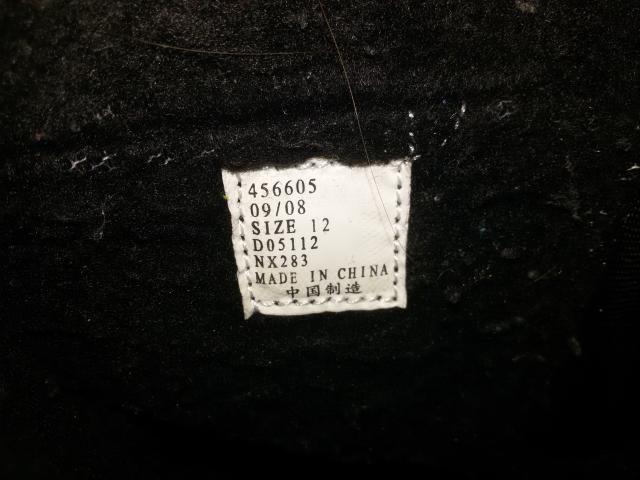 456605
09/08
SIZE 12
D05112
NX283
MADE IN CHINA
中国制造